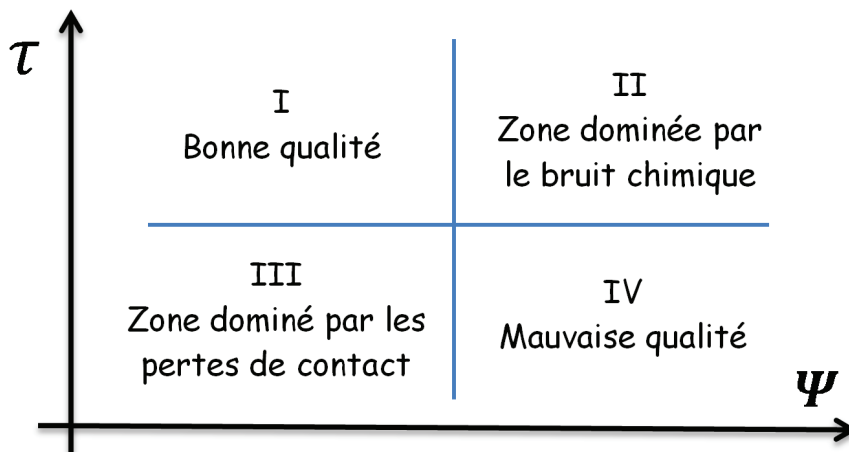 τ
I
Bonne qualité
II
Zone dominée par
le bruit chimique
III
Zone dominé par les
pertes de contact
IV
Mauvaise qualité
Ψ